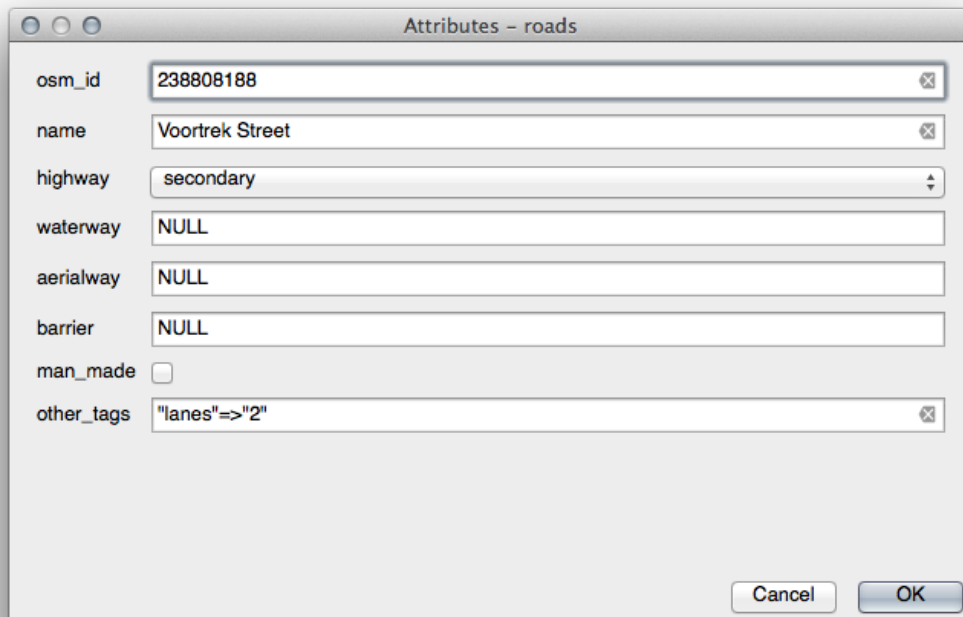 Attributes – roads
osm_id 238808188
name Voortrek Street
highway secondary
waterway NULL
aerialway NULL
barrier NULL
man_made
other_tags "lanes"=>"2"
Cancel OK